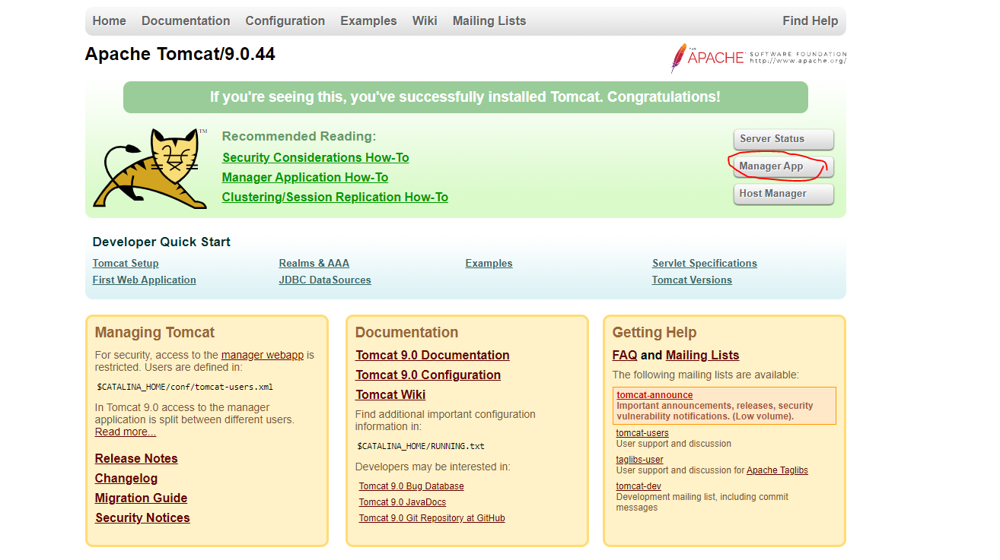 Home Documentation Configuration Examples Wiki Mailing Lists Find Help
Apache Tomcat/9.0.44
THE APACHE SOFTWARE FOUNDATION
http://www.apache.org/
If you're seeing this, you've successfully installed Tomcat. Congratulations!
TM
Recommended Reading:
Security Considerations How-To
Manager Application How-To
Clustering/Session Replication How-To
Server Status
Manager App
Host Manager
Developer Quick Start
Tomcat Setup
First Web Application
Realms & AAA
JDBC DataSources
Examples
Servlet Specifications
Tomcat Versions
Managing Tomcat
For security, access to the manager webapp is
restricted. Users are defined in:
$CATALINA_HOME/conf/tomcat-users.xml
In Tomcat 9.0 access to the manager
application is split between different users.
Read more...
Release Notes
Changelog
Migration Guide
Security Notices
Documentation
Tomcat 9.0 Documentation
Tomcat 9.0 Configuration
Tomcat Wiki
Find additional important configuration
information in:
$CATALINA_HOME/RUNNING.txt
Developers may be interested in:
Tomcat 9.0 Bug Database
Tomcat 9.0 JavaDocs
Tomcat 9.0 Git Repository at GitHub
Getting Help
FAQ and Mailing Lists
The following mailing lists are available:
tomcat-announce
Important announcements, releases, security
vulnerability notifications. (Low volume).
tomcat-users
User support and discussion
taglibs-user
User support and discussion for Apache Taglibs
tomcat-dev
Development mailing list, including commit
messages